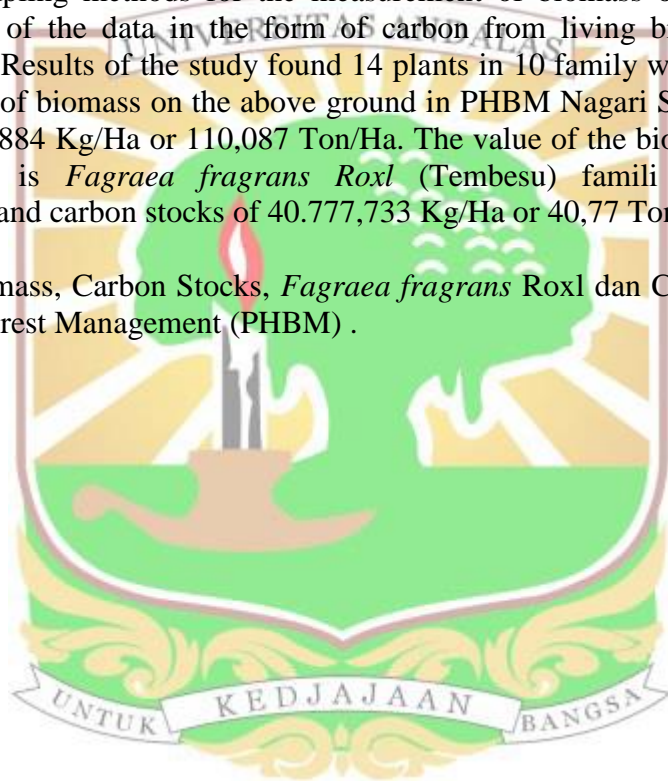 pling methods for the measurement of biomass
of the data in the form of carbon from living bi
UNIVERSITAS ANDALAS
Results of the study found 14 plants in 10 family w
of biomass on the above ground in PHBM Nagari S
884 Kg/Ha or 110,087 Ton/Ha. The value of the bio
is Fagraea fragrans Roxl (Tembesu) famili
and carbon stocks of 40.777,733 Kg/Ha or 40,77 Ton
mass, Carbon Stocks, Fagraea fragrans Roxl dan C
rest Management (PHBM) .
UNTUK KEDJAJAAN BANGSA